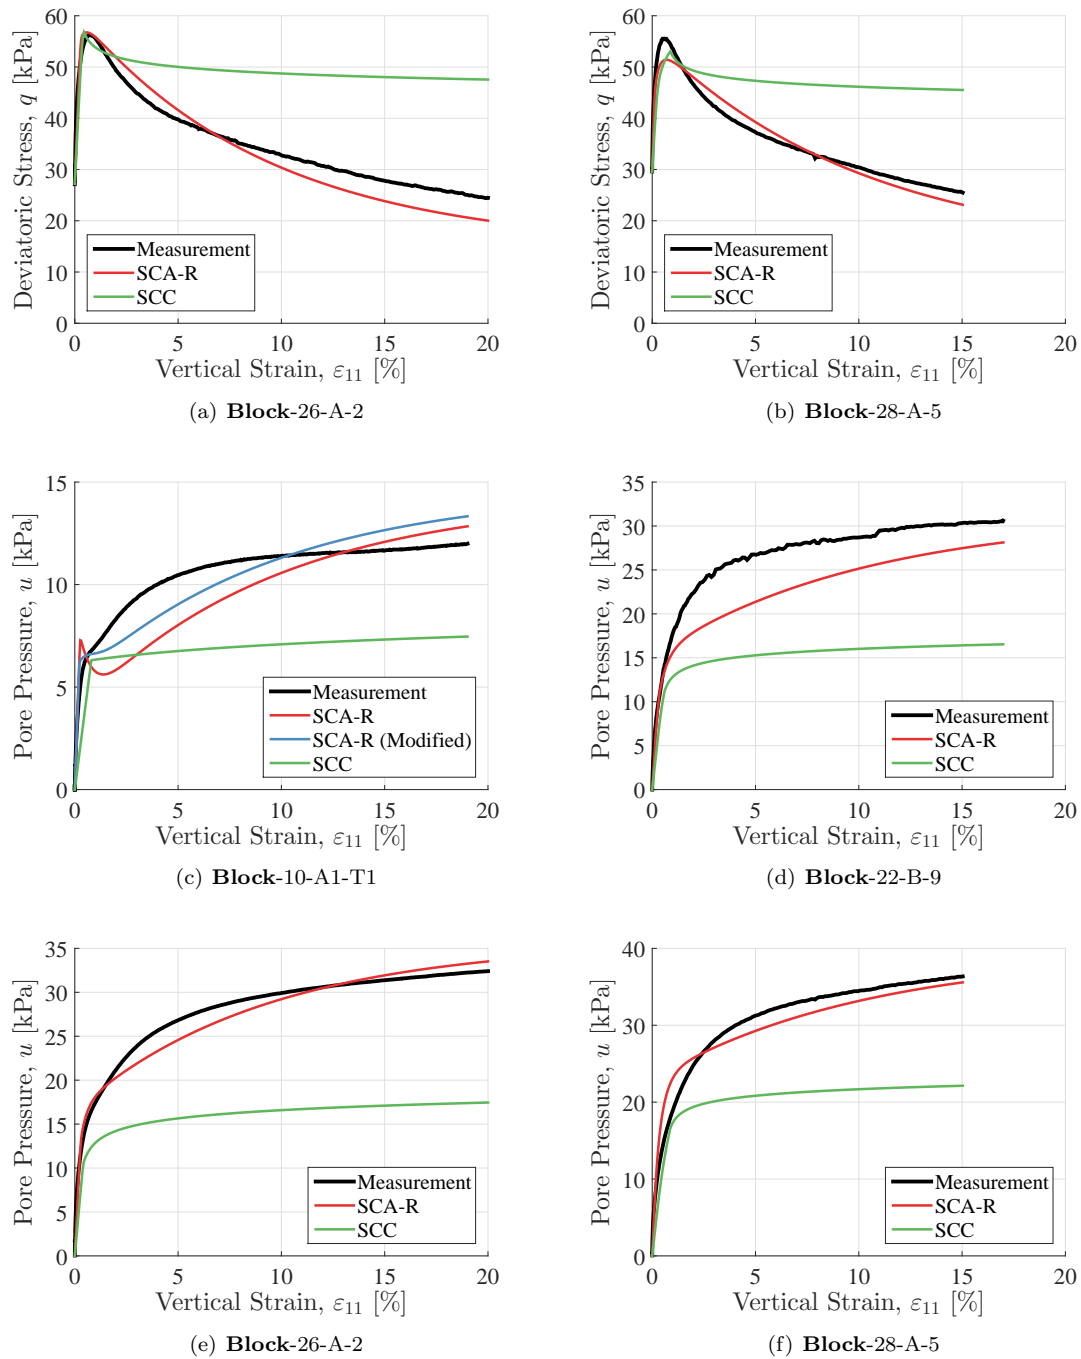 60
50
40
30
20
10
0
Deviatoric Stress, q [kPa]
Measurement
SCA-R
SCC
0 5 10 15 20
Vertical Strain, ε11 [%]
(a) Block-26-A-2
60
50
40
30
20
10
0
Deviatoric Stress, q [kPa]
Measurement
SCA-R
SCC
0 5 10 15 20
Vertical Strain, ε11 [%]
(b) Block-28-A-5
15
10
5
0
Pore Pressure, u [kPa]
Measurement
SCA-R
SCA-R (Modified)
SCC
0 5 10 15 20
Vertical Strain, ε11 [%]
(c) Block-10-A1-T1
35
30
25
20
15
10
5
0
Pore Pressure, u [kPa]
Measurement
SCA-R
SCC
0 5 10 15 20
Vertical Strain, ε11 [%]
(d) Block-22-B-9
35
30
25
20
15
10
5
0
Pore Pressure, u [kPa]
Measurement
SCA-R
SCC
0 5 10 15 20
Vertical Strain, ε11 [%]
(e) Block-26-A-2
40
30
20
10
0
Pore Pressure, u [kPa]
Measurement
SCA-R
SCC
0 5 10 15 20
Vertical Strain, ε11 [%]
(f) Block-28-A-5